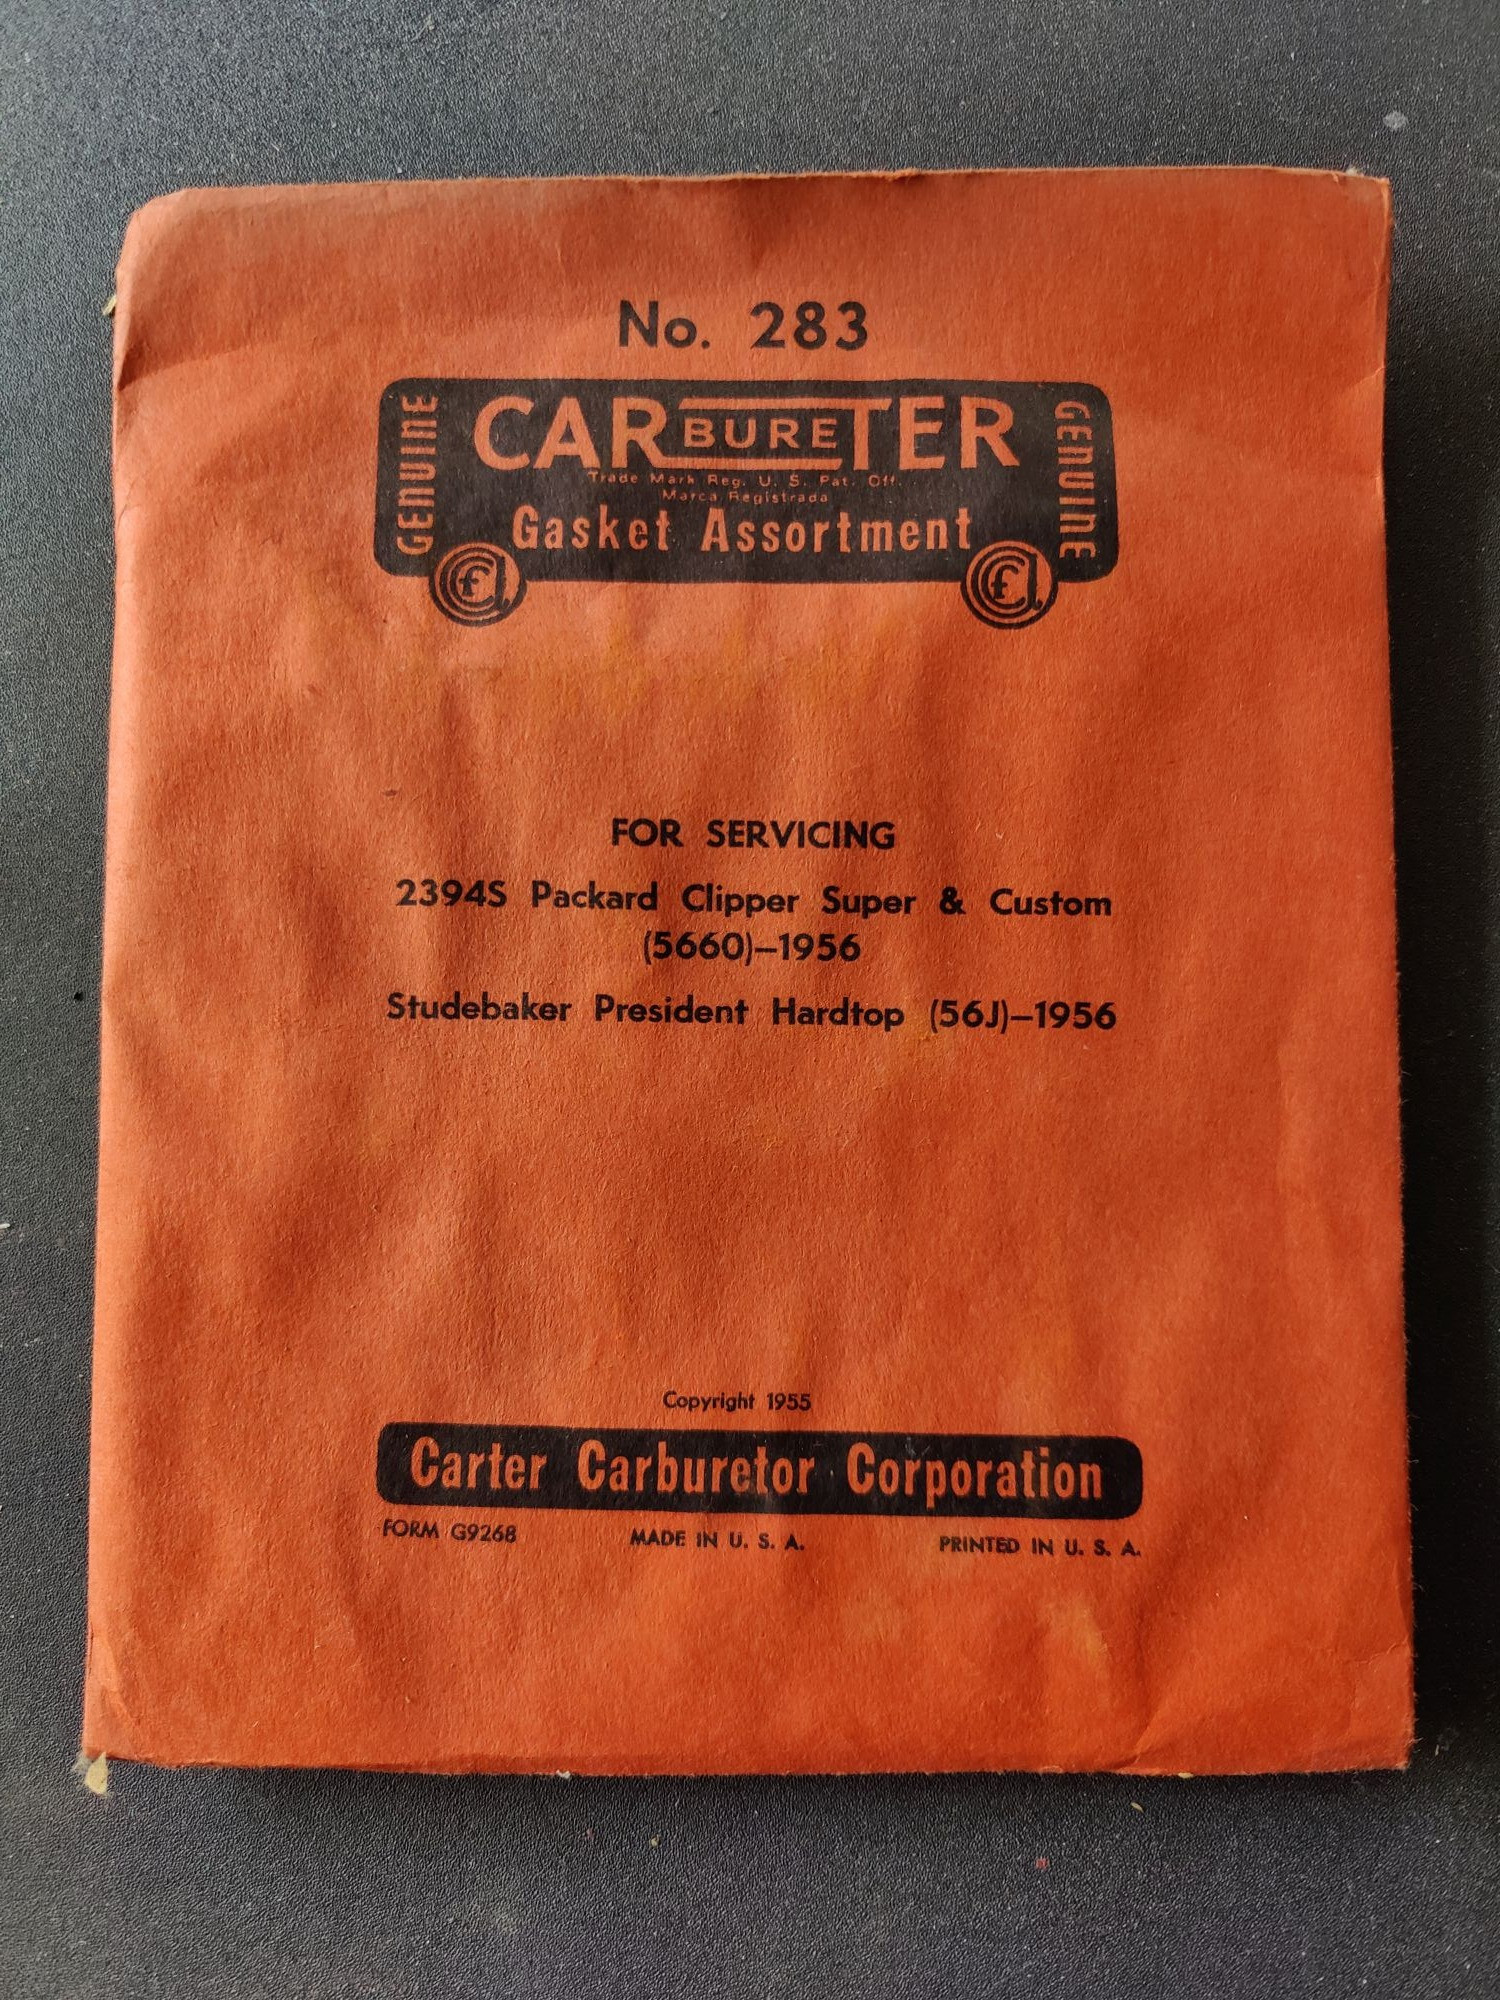 No. 283
GENUINE
CARBURETER
GENUINE
Trade Mark Reg. U. S. Pat. Off.
Marca Registrada
Gasket Assortment
FOR SERVICING
2394S Packard Clipper Super & Custom
(5660)–1956
Studebaker President Hardtop (56J)–1956
Copyright 1955
Carter Carburetor Corporation
FORM G9268 MADE IN U. S. A. PRINTED IN U. S. A.